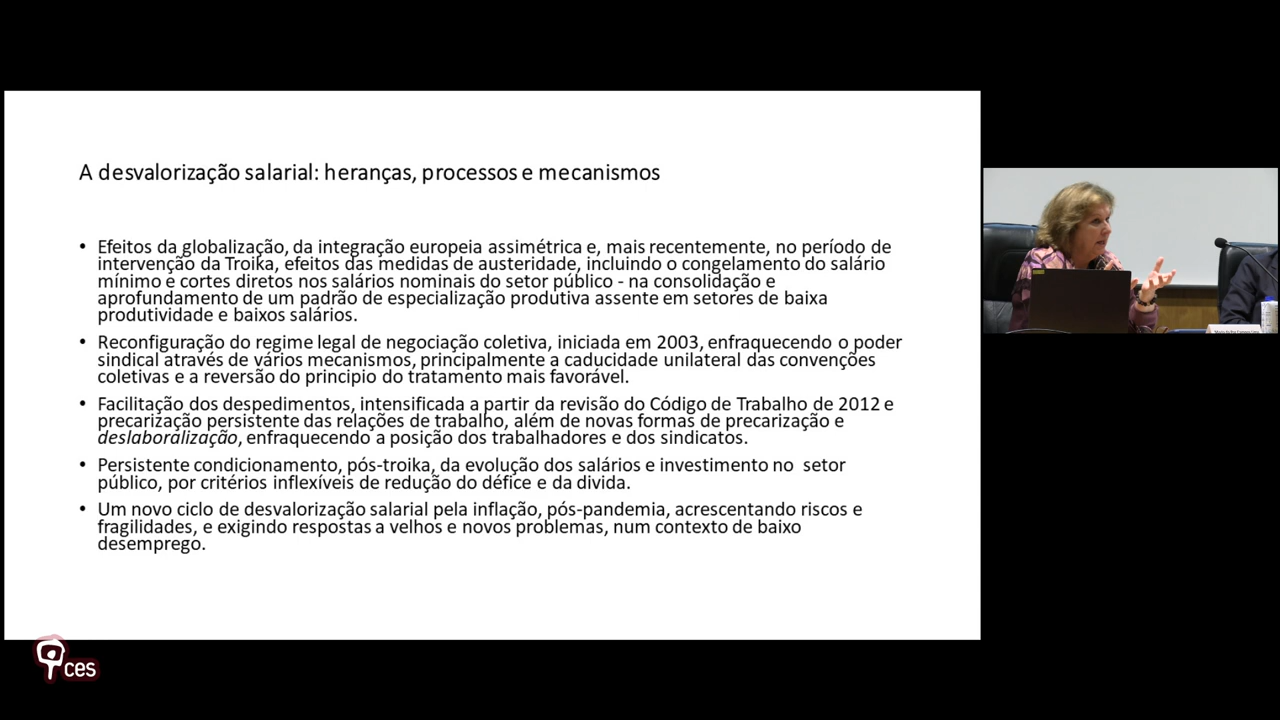 A desvalorização salarial: heranças, processos e mecanismos
• Efeitos da globalização, da integração europeia assimétrica e, mais recentemente, no período de
intervenção da Troika, efeitos das medidas de austeridade, incluindo o congelamento do salário
mínimo e cortes diretos nos salários nominais do setor público - na consolidação e
aprofundamento de um padrão de especialização produtiva assente em setores de baixa
produtividade e baixos salários.
• Reconfiguração do regime legal de negociação coletiva, iniciada em 2003, enfraquecendo o poder
sindical através de vários mecanismos, principalmente a caducidade unilateral das convenções
coletivas e a reversão do principio do tratamento mais favorável.
• Facilitação dos despedimentos, intensificada a partir da revisão do Código de Trabalho de 2012 e
precarização persistente das relações de trabalho, além de novas formas de precarização e
deslaboralização, enfraquecendo a posição dos trabalhadores e dos sindicatos.
• Persistente condicionamento, pós-troika, da evolução dos salários e investimento no setor
público, por critérios inflexíveis de redução do défice e da divida.
• Um novo ciclo de desvalorização salarial pela inflação, pós-pandemia, acrescentando riscos e
fragilidades, e exigindo respostas a velhos e novos problemas, num contexto de baixo
desemprego.
ces